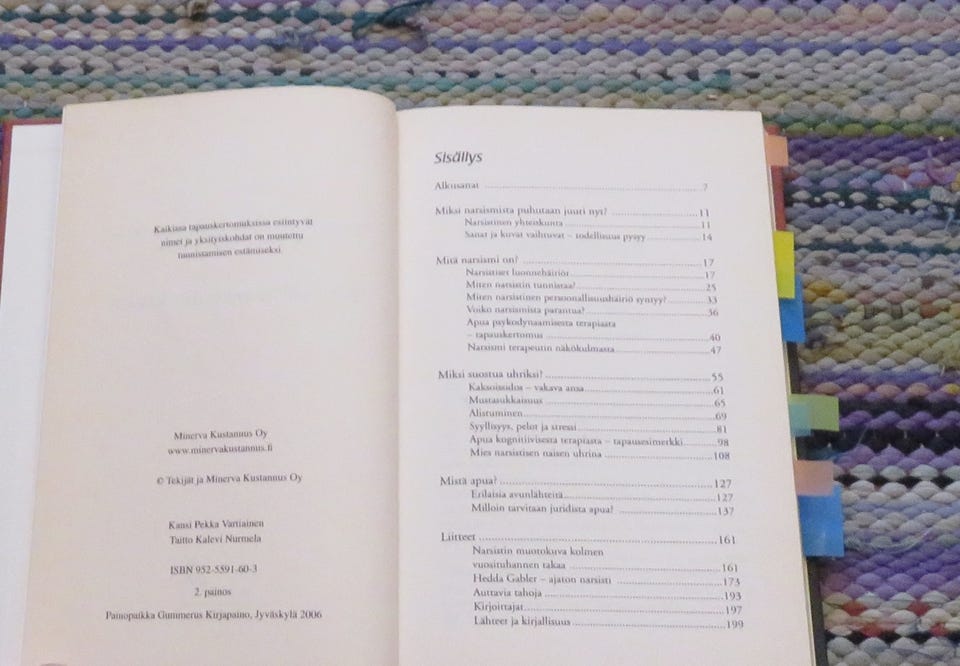 Kaikissa tapauskertomuksissa esiintyvät
nimet ja yksityiskohdat on muutettu
tunnistamisen estämiseksi.
Minerva Kustannus Oy
www.minervakustannus.fi
© Tekijät ja Minerva Kustannus Oy
Kansi Pekka Vartiainen
Taitto Kalevi Nurmela
ISBN 952-5591-60-3
2. painos
Painopaikka Gummerus Kirjapaino, Jyväskylä 2006
Sisällys
Alkusanat 7
Miksi narsismista puhutaan juuri nyt? 11
Narsistinen yhteiskunta 11
Sanat ja kuvat vaihtuvat – todellisuus pysyy 14
Mitä narsismi on? 17
Narsistiset luonnehäiriöt 17
Miten narsistin tunnistaa? 25
Miten narsistinen persoonallisuushäiriö syntyy? 33
Voiko narsismista parantua? 36
Apua psykodynaamisesta terapiasta
– tapauskertomus 40
Narsismi terapeutin näkökulmasta 47
Miksi suostua uhriksi? 55
Kaksoissidos – vakava ansa 61
Mustasukkaisuus 65
Alistuminen 69
Syyllisyys, pelot ja stressi 81
Apua kognitiivisesta terapiasta – tapausesimerkki 98
Mies narsistisen naisen uhrina 108
Mistä apua? 127
Erilaisia avunlähteitä 127
Milloin tarvitaan juridista apua? 137
Liitteet 161
Narsistin muotokuva kolmen
vuosituhannen takaa 161
Hedda Gabler – ajaton narsisti 173
Auttavia tahoja 193
Kirjoittajat 197
Lähteet ja kirjallisuus 199